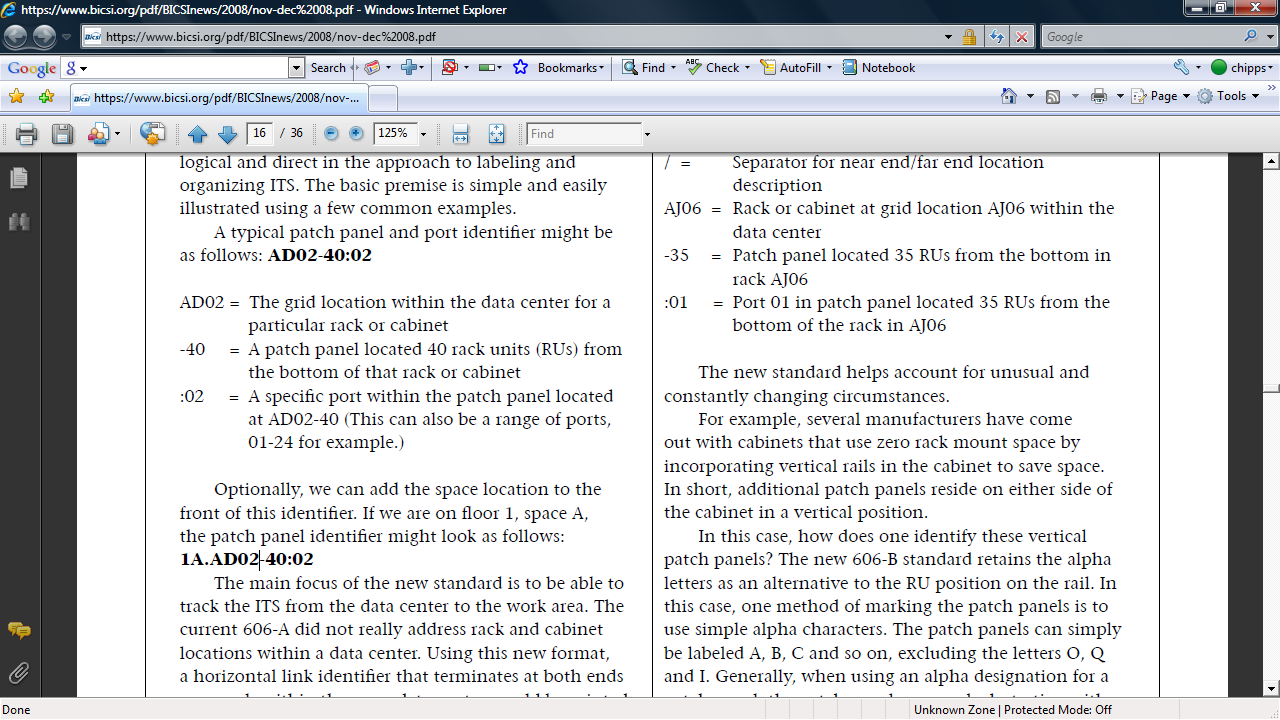 https://www.bicsi.org/pdf/BICSInews/2008/nov-dec%2008.pdf - Windows Internet Explorer
Bicsi https://www.bicsi.org/pdf/BICSInews/2008/nov-dec%2008.pdf
Google
Google g Search Bookmarks Find ABC Check AutoFill Notebook chipps
Bicsi https://www.bicsi.org/pdf/BICSInews/2008/nov-... Page Tools
16 / 36 125% Find
logical and direct in the approach to labeling and
organizing ITS. The basic premise is simple and easily
illustrated using a few common examples.
A typical patch panel and port identifier might be
as follows: AD02-40:02
AD02 = The grid location within the data center for a
particular rack or cabinet
-40 = A patch panel located 40 rack units (RUs) from
the bottom of that rack or cabinet
:02 = A specific port within the patch panel located
at AD02-40 (This can also be a range of ports,
01-24 for example.)
Optionally, we can add the space location to the
front of this identifier. If we are on floor 1, space A,
the patch panel identifier might look as follows:
1A.AD02-40:02
The main focus of the new standard is to be able to
track the ITS from the data center to the work area. The
current 606-A did not really address rack and cabinet
locations within a data center. Using this new format,
a horizontal link identifier that terminates at both ends
/ = Separator for near end/far end location
description
AJ06 = Rack or cabinet at grid location AJ06 within the
data center
-35 = Patch panel located 35 RUs from the bottom in
rack AJ06
:01 = Port 01 in patch panel located 35 RUs from the
bottom of the rack in AJ06
The new standard helps account for unusual and
constantly changing circumstances.
For example, several manufacturers have come
out with cabinets that use zero rack mount space by
incorporating vertical rails in the cabinet to save space.
In short, additional patch panels reside on either side of
the cabinet in a vertical position.
In this case, how does one identify these vertical
patch panels? The new 606-B standard retains the alpha
letters as an alternative to the RU position on the rail. In
this case, one method of marking the patch panels is to
use simple alpha characters. The patch panels can simply
be labeled A, B, C and so on, excluding the letters O, Q
and I. Generally, when using an alpha designation for a
Done
Unknown Zone | Protected Mode: Off